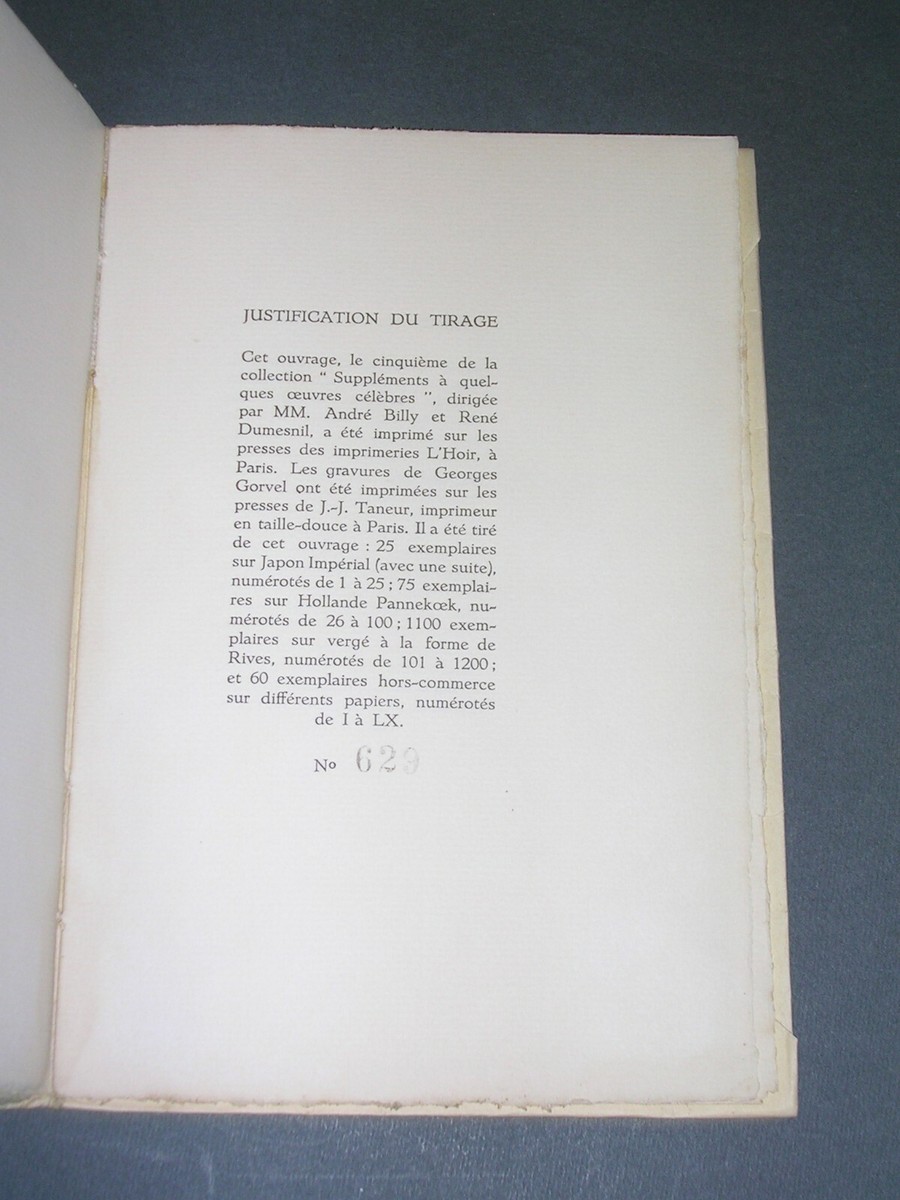 JUSTIFICATION DU TIRAGE
Cet ouvrage, le cinquième de la
collection " Suppléments à quel-
ques œuvres célèbres ", dirigée
par MM. André Billy et René
Dumesnil, a été imprimé sur les
presses des imprimeries L'Hoir, à
Paris. Les gravures de Georges
Gorvel ont été imprimées sur les
presses de J.-J. Taneur, imprimeur
en taille-douce à Paris. Il a été tiré
de cet ouvrage : 25 exemplaires
sur Japon Impérial (avec une suite),
numérotés de 1 à 25 ; 75 exemplai-
res sur Hollande Pannekœk, nu-
mérotés de 26 à 100 ; 1100 exem-
plaires sur vergé à la forme de
Rives, numérotés de 101 à 1200 ;
et 60 exemplaires hors-commerce
sur différents papiers, numérotés
de I à LX.
No 629